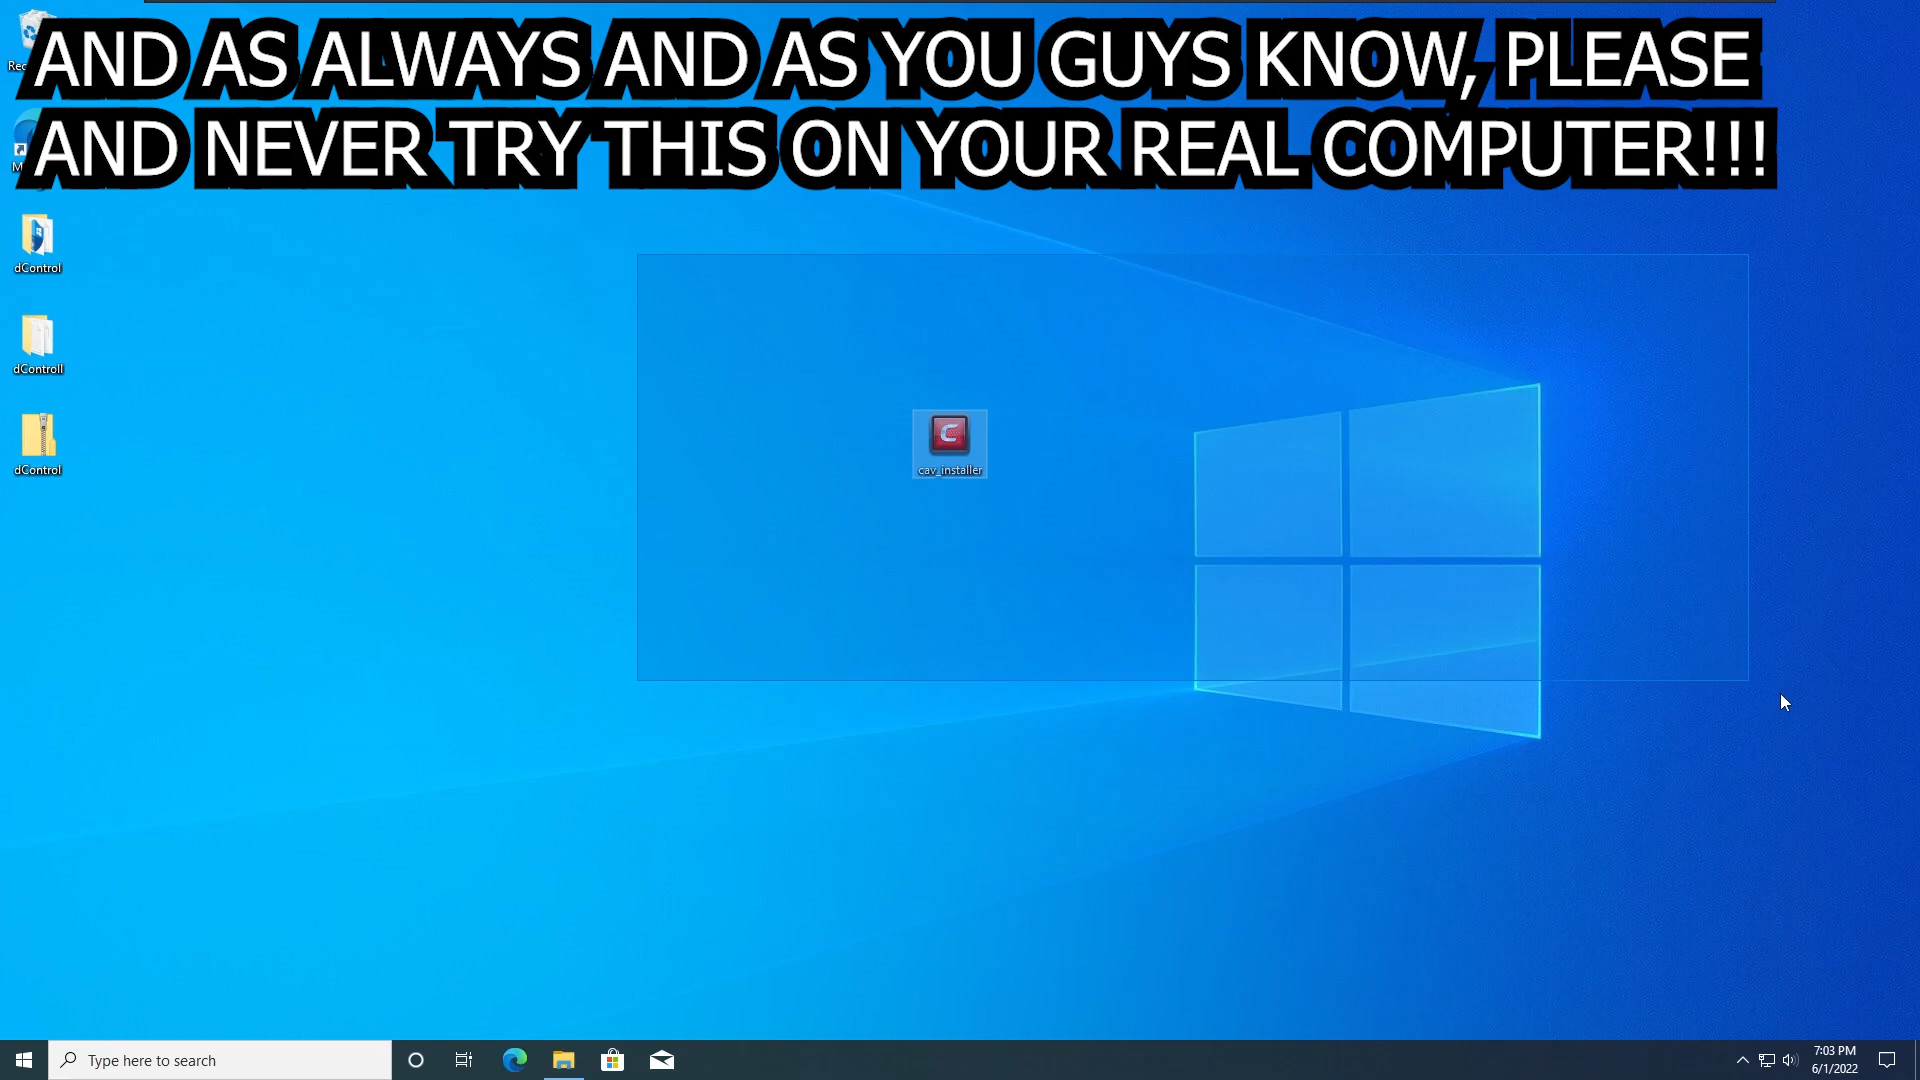 AND AS ALWAYS AND AS YOU GUYS KNOW, PLEASE
AND NEVER TRY THIS ON YOUR REAL COMPUTER!!!
dControl
dControll
dControl
cav_installer
Type here to search
7:03 PM
6/1/2022